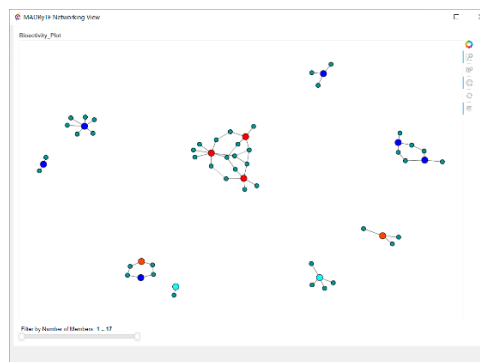 MADByTE Networking View
Bioactivity_Plot
Filter by Number of Members: 1 .. 17